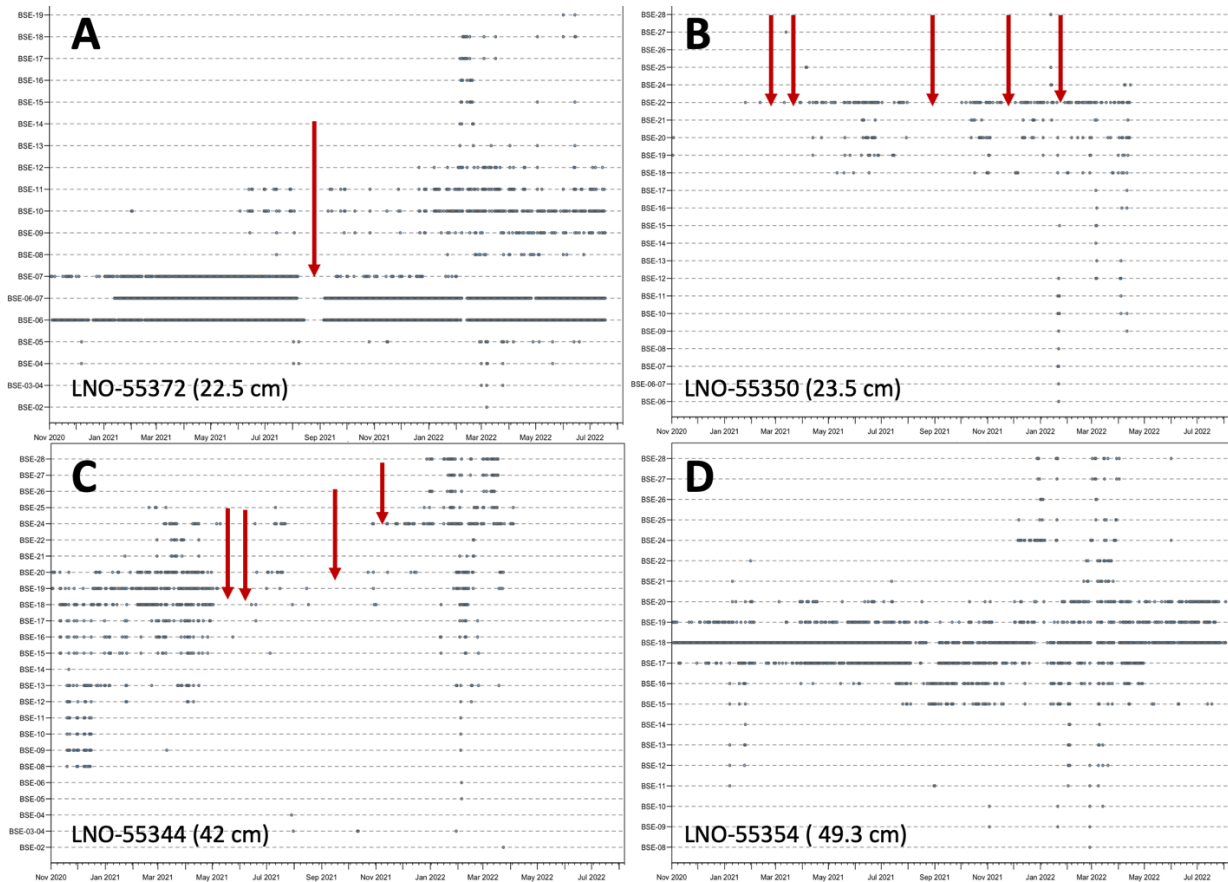 A
BSE-19
BSE-18
BSE-17
BSE-16
BSE-15
BSE-14
BSE-13
BSE-12
BSE-11
BSE-10
BSE-09
BSE-08
BSE-07
BSE-06-07
BSE-06
BSE-05
BSE-04
BSE-03-04
BSE-02
LNO-55372 (22.5 cm)
Nov 2020 Jan 2021 Mar 2021 May 2021 Jul 2021 Sep 2021 Nov 2021 Jan 2022 Mar 2022 May 2022 Jul 2022
B
BSE-28
BSE-27
BSE-26
BSE-25
BSE-24
BSE-22
BSE-21
BSE-20
BSE-19
BSE-18
BSE-17
BSE-16
BSE-15
BSE-14
BSE-13
BSE-12
BSE-11
BSE-10
BSE-09
BSE-08
BSE-07
BSE-06-07
BSE-06
LNO-55350 (23.5 cm)
Nov 2020 Jan 2021 Mar 2021 May 2021 Jul 2021 Sep 2021 Nov 2021 Jan 2022 Mar 2022 May 2022 Jul 2022
C
BSE-28
BSE-27
BSE-26
BSE-25
BSE-24
BSE-22
BSE-21
BSE-20
BSE-19
BSE-18
BSE-17
BSE-16
BSE-15
BSE-14
BSE-13
BSE-12
BSE-11
BSE-10
BSE-09
BSE-08
BSE-06
BSE-05
BSE-04
BSE-03-04
BSE-02
LNO-55344 (42 cm)
Nov 2020 Jan 2021 Mar 2021 May 2021 Jul 2021 Sep 2021 Nov 2021 Jan 2022 Mar 2022 May 2022 Jul 2022
D
BSE-28
BSE-27
BSE-26
BSE-25
BSE-24
BSE-22
BSE-21
BSE-20
BSE-19
BSE-18
BSE-17
BSE-16
BSE-15
BSE-14
BSE-13
BSE-12
BSE-11
BSE-10
BSE-09
BSE-08
LNO-55354 ( 49.3 cm)
Nov 2020 Jan 2021 Mar 2021 May 2021 Jul 2021 Sep 2021 Nov 2021 Jan 2022 Mar 2022 May 2022 Jul 2022